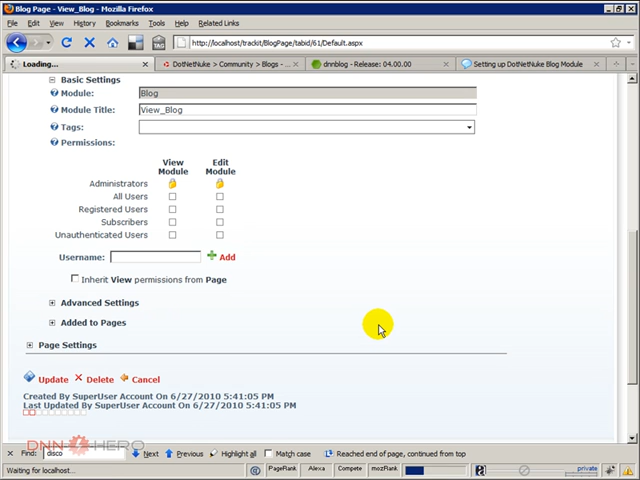 Blog Page - View_Blog - Mozilla Firefox
File Edit View History Bookmarks Tools Search Related Links
http://localhost/trackit/BlogPage/tabid/61/Default.aspx
Loading... DotNetNuke > Community > Blogs - ... dnnblog - Release: 04.00.00 Setting up DotNetNuke Blog Module
Basic Settings
Module: Blog
Module Title: View_Blog
Tags:
Permissions:
View Module Edit Module
Administrators
All Users
Registered Users
Subscribers
Unauthenticated Users
Username: Add
Inherit View permissions from Page
Advanced Settings
Added to Pages
Page Settings
Update Delete Cancel
Created By SuperUser Account On 6/27/2010 5:41:05 PM
Last Updated By SuperUser Account On 6/27/2010 5:41:05 PM
DNN HERO
Find: disco Next Previous Highlight all Match case Reached end of page, continued from top
Waiting for localhost... PageRank Alexa Compete mozRank private